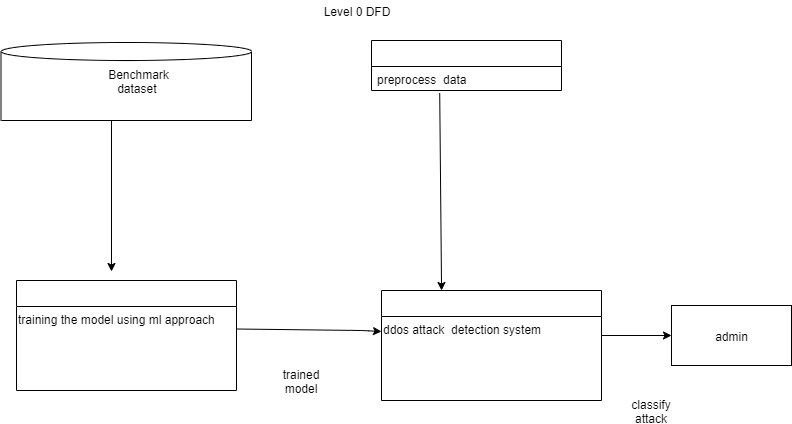 Level 0 DFD
Benchmark
dataset
preprocess  data
training the model using ml approach
ddos attack  detection system
admin
trained
model
classify
attack